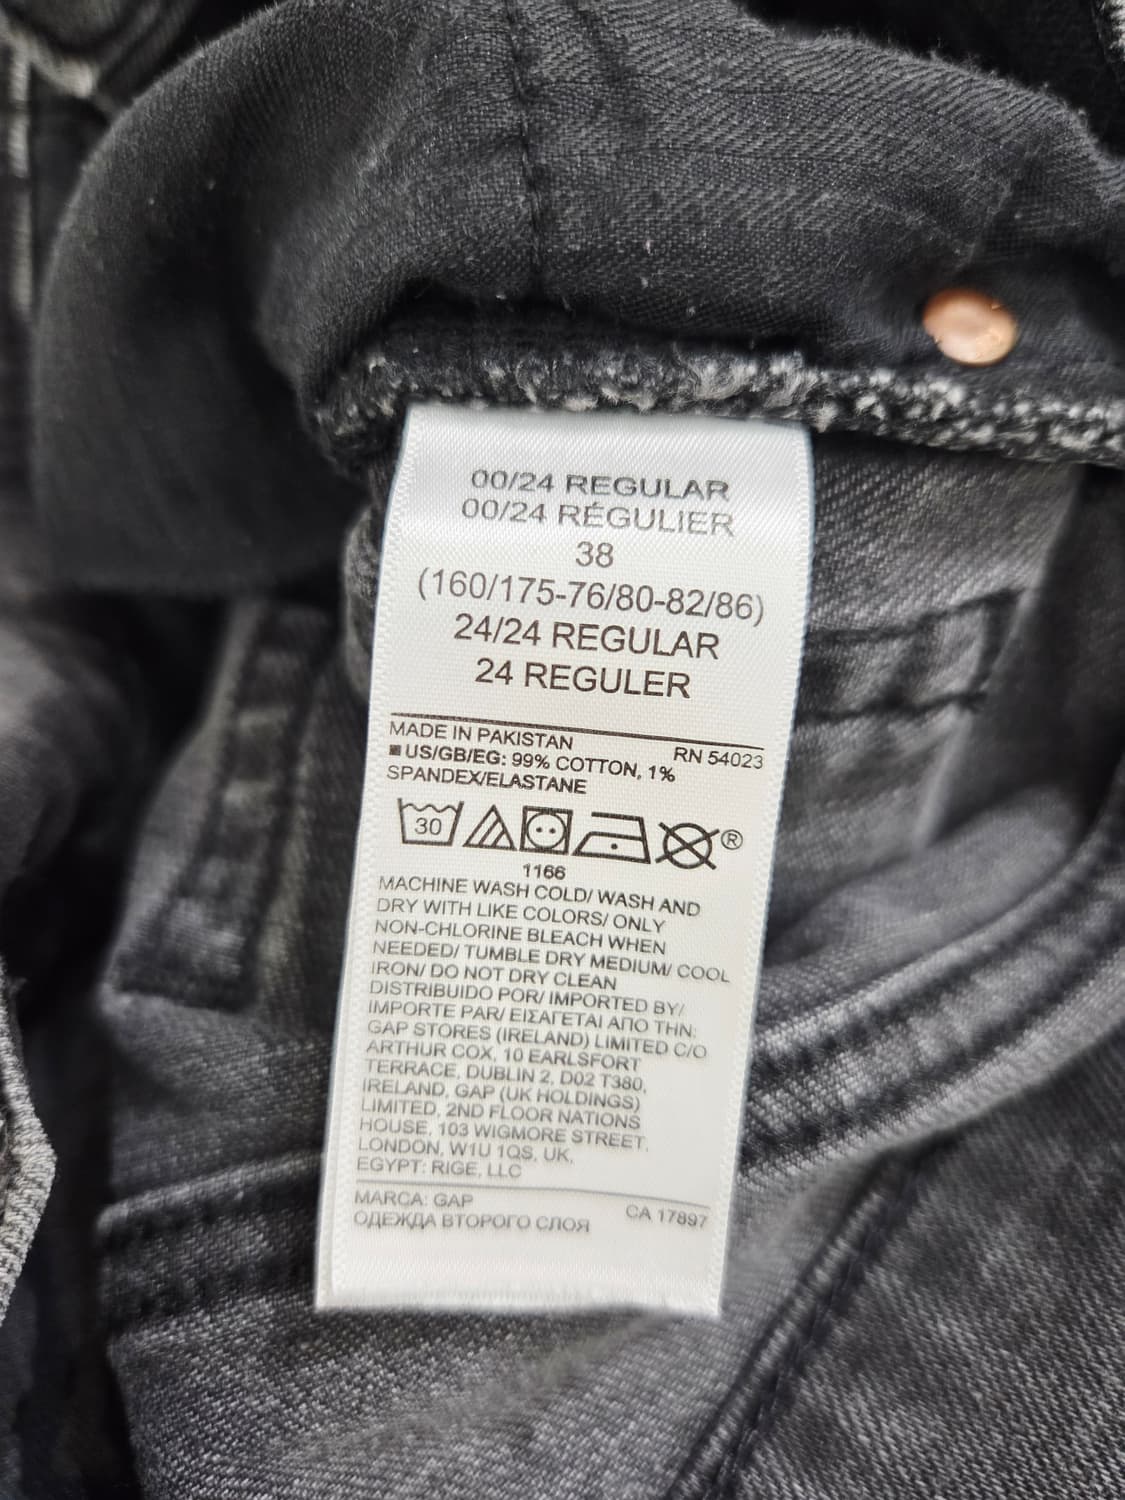 00/24 REGULAR
00/24 RÉGULIER
38
(160/175-76/80-82/86)
24/24 REGULAR
24 REGULER
MADE IN PAKISTAN RN 54023
■ US/GB/EG: 99% COTTON, 1%
SPANDEX/ELASTANE
30 ®
1166
MACHINE WASH COLD/ WASH AND
DRY WITH LIKE COLORS/ ONLY
NON-CHLORINE BLEACH WHEN
NEEDED/ TUMBLE DRY MEDIUM/ COOL
IRON/ DO NOT DRY CLEAN
DISTRIBUIDO POR/ IMPORTED BY/
IMPORTE PAR/ ΕΙΣΑΓΕΤΑΙ ΑΠΟ ΤΗΝ:
GAP STORES (IRELAND) LIMITED C/O
ARTHUR COX, 10 EARLSFORT
TERRACE, DUBLIN 2, D02 T380,
IRELAND, GAP (UK HOLDINGS)
LIMITED, 2ND FLOOR NATIONS
HOUSE, 103 WIGMORE STREET,
LONDON, W1U 1QS, UK,
EGYPT: RIGE, LLC
MARCA: GAP CA 17897
ОДЕЖДА ВТОРОГО СЛОЯ